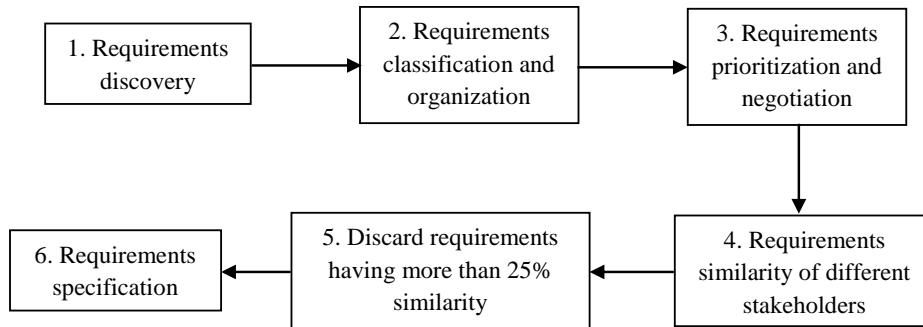 1. Requirements
discovery
2. Requirements
classification and
organization
3. Requirements
prioritization and
negotiation
4. Requirements
similarity of different
stakeholders
5. Discard requirements
having more than 25%
similarity
6. Requirements
specification